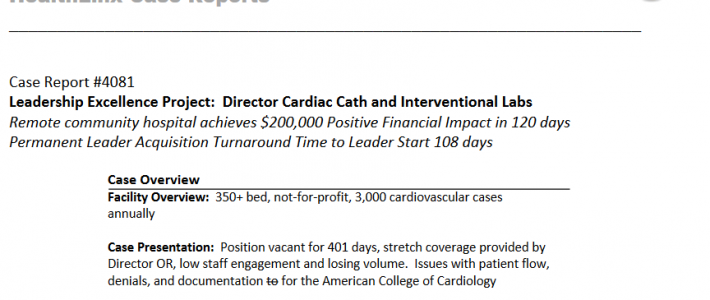 HealthLinx Case Reports
Case Report #4081
Leadership Excellence Project:  Director Cardiac Cath and Interventional Labs
Remote community hospital achieves $200,000 Positive Financial Impact in 120 days
Permanent Leader Acquisition Turnaround Time to Leader Start 108 days
Case Overview
Facility Overview:  350+ bed, not-for-profit, 3,000 cardiovascular cases
annually
Case Presentation:  Position vacant for 401 days, stretch coverage provided by
Director OR, low staff engagement and losing volume.  Issues with patient flow,
denials, and documentation to for the American College of Cardiology